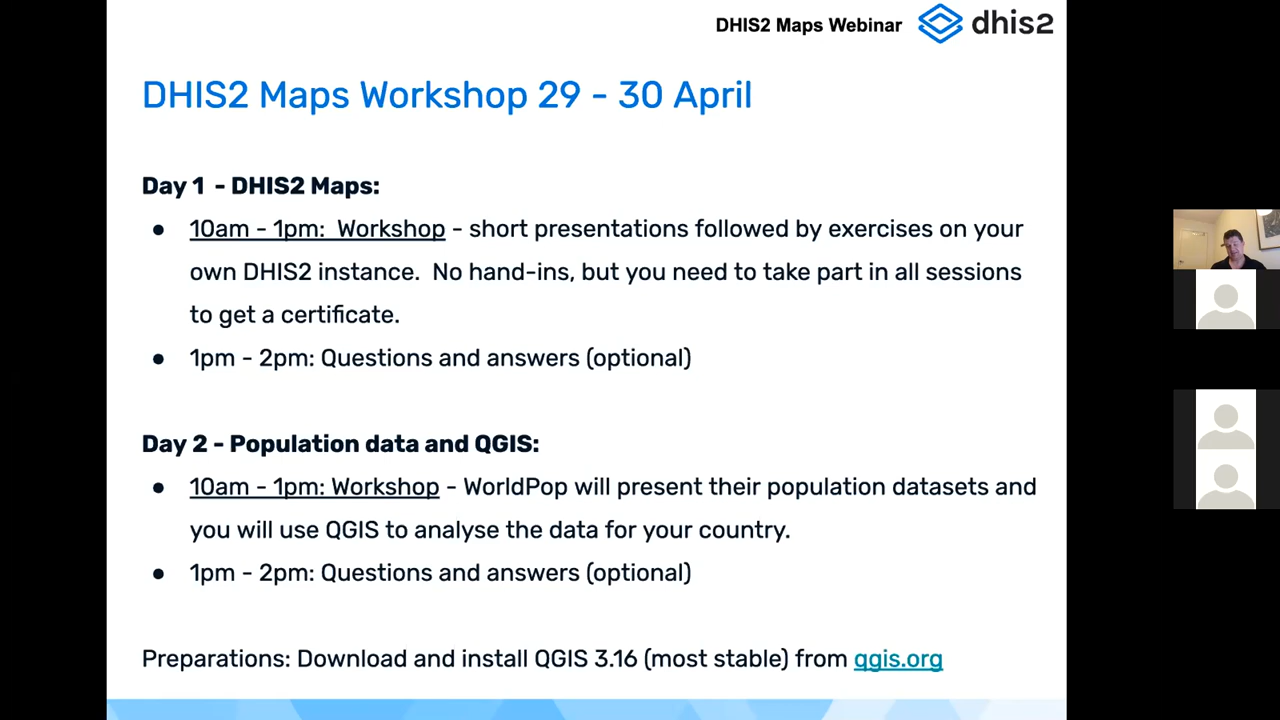 DHIS2 Maps Webinar dhis2
DHIS2 Maps Workshop 29 - 30 April
Day 1 - DHIS2 Maps:
● 10am - 1pm: Workshop - short presentations followed by exercises on your
own DHIS2 instance. No hand-ins, but you need to take part in all sessions
to get a certificate.
● 1pm - 2pm: Questions and answers (optional)
Day 2 - Population data and QGIS:
● 10am - 1pm: Workshop - WorldPop will present their population datasets and
you will use QGIS to analyse the data for your country.
● 1pm - 2pm: Questions and answers (optional)
Preparations: Download and install QGIS 3.16 (most stable) from qgis.org